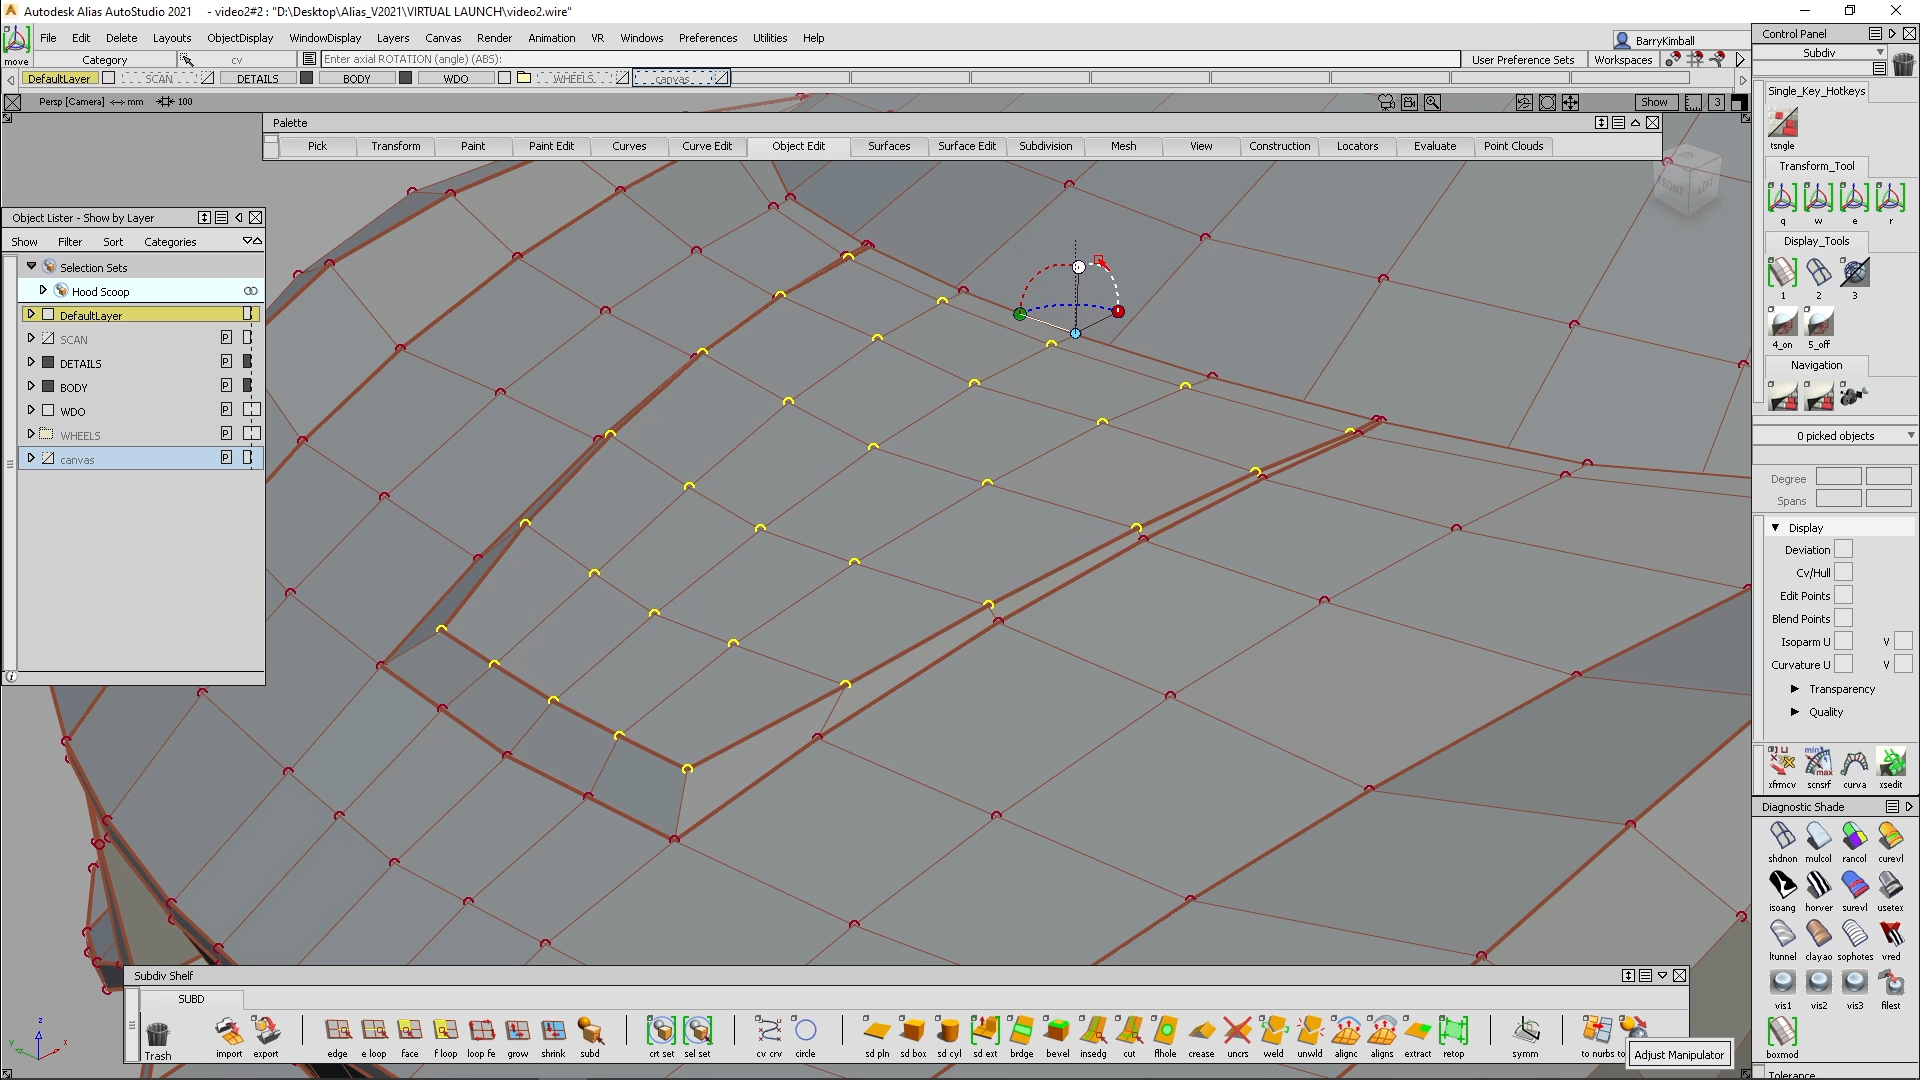 Autodesk Alias AutoStudio 2021    - video2#2 : "D:\Desktop\Alias_V2021\VIRTUAL LAUNCH\video2.wire"
File Edit Delete Layouts ObjectDisplay WindowDisplay Layers Canvas Render Animation VR Windows Preferences Utilities Help
BarryKimball
move
Category cv Enter axial ROTATION (angle) (ABS): User Preference Sets Workspaces
DefaultLayer SCAN DETAILS BODY WDO WHEELS canvas
Persp [Camera] <-> mm 100 Show 3
Palette
Pick Transform Paint Paint Edit Curves Curve Edit Object Edit Surfaces Surface Edit Subdivision Mesh View Construction Locators Evaluate Point Clouds
FRONT LEFT
Object Lister - Show by Layer
Show Filter Sort Categories
Selection Sets
Hood Scoop
DefaultLayer
SCAN P
DETAILS P
BODY P
WDO P
WHEELS P
canvas P
Control Panel
Subdiv
Single_Key_Hotkeys
tsngle
Transform_Tool
q w e r
Display_Tools
1 2 3
4_on 5_off
Navigation
0 picked objects
Degree
Spans
Display
Deviation
Cv/Hull
Edit Points
Blend Points
Isoparm U V
Curvature U V
Transparency
Quality
xfrmcv scnsrf curva xsedit
Diagnostic Shade
shdnon mulcol rancol curevl
isoang horver surevl usetex
ltunnel clayao sophotes vred
vis1 vis2 vis3 filest
boxmod
Tolerance
Subdiv Shelf
SUBD
Trash import export edge e loop face f loop loop fe grow shrink subd crt set sel set cv crv circle sd pln sd box sd cyl sd ext brdge bevel insedg cut flhole crease uncrs weld unwld alignc aligns extract retop symm to nurbs to
Adjust Manipulator
z
y x